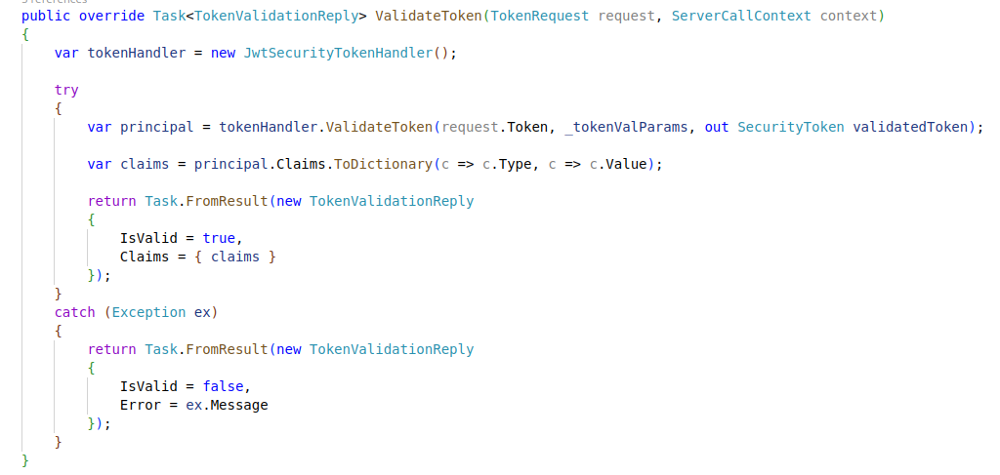 public override Task<TokenValidationReply> ValidateToken(TokenRequest request, ServerCallContext context)
{
    var tokenHandler = new JwtSecurityTokenHandler();

    try
    {
        var principal = tokenHandler.ValidateToken(request.Token, _tokenValParams, out SecurityToken validatedToken);

        var claims = principal.Claims.ToDictionary(c => c.Type, c => c.Value);

        return Task.FromResult(new TokenValidationReply
        {
            IsValid = true,
            Claims = { claims }
        });
    }
    catch (Exception ex)
    {
        return Task.FromResult(new TokenValidationReply
        {
            IsValid = false,
            Error = ex.Message
        });
    }
}